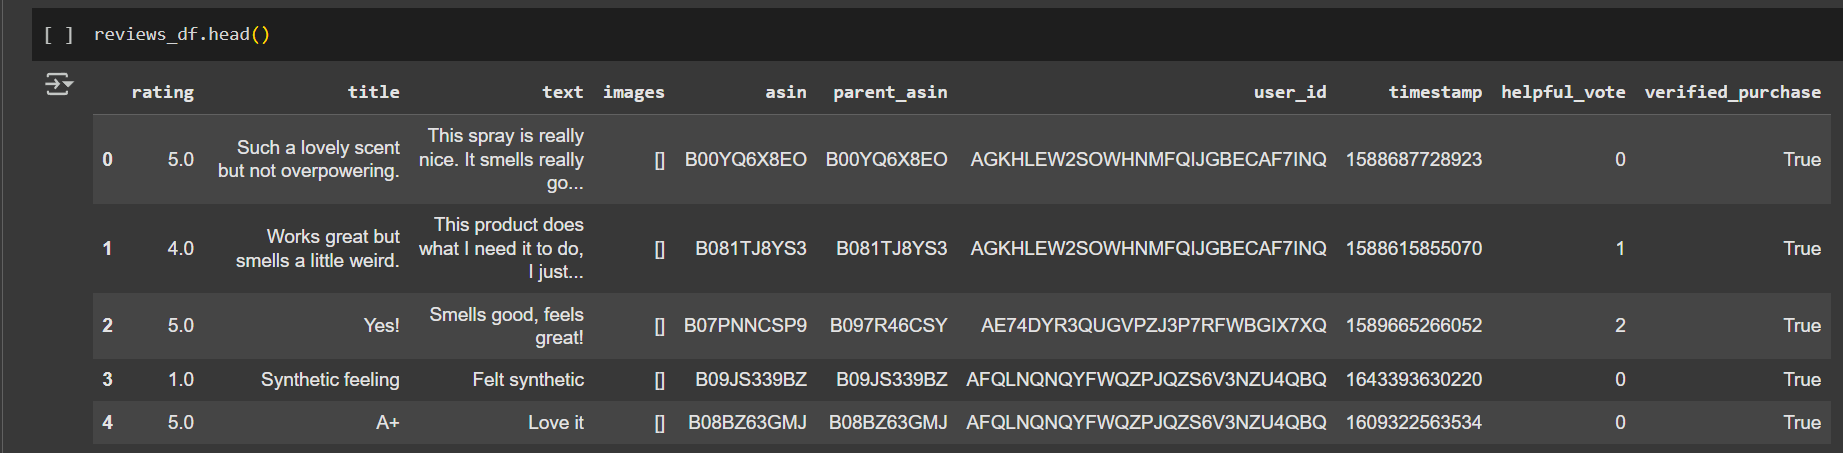 [ ] reviews_df.head()
rating title text images asin parent_asin user_id timestamp helpful_vote verified_purchase
0 5.0 Such a lovely scent but not overpowering. This spray is really nice. It smells really go... [] B00YQ6X8EO B00YQ6X8EO AGKHLEW2SOWHNMFQIJGBECAF7INQ 1588687728923 0 True
1 4.0 Works great but smells a little weird. This product does what I need it to do, I just... [] B081TJ8YS3 B081TJ8YS3 AGKHLEW2SOWHNMFQIJGBECAF7INQ 1588615855070 1 True
2 5.0 Yes! Smells good, feels great! [] B07PNNCSP9 B097R46CSY AE74DYR3QUGVPZJ3P7RFWBGIX7XQ 1589665266052 2 True
3 1.0 Synthetic feeling Felt synthetic [] B09JS339BZ B09JS339BZ AFQLNQNQYFWQZPJQZS6V3NZU4QBQ 1643393630220 0 True
4 5.0 A+ Love it [] B08BZ63GMJ B08BZ63GMJ AFQLNQNQYFWQZPJQZS6V3NZU4QBQ 1609322563534 0 True